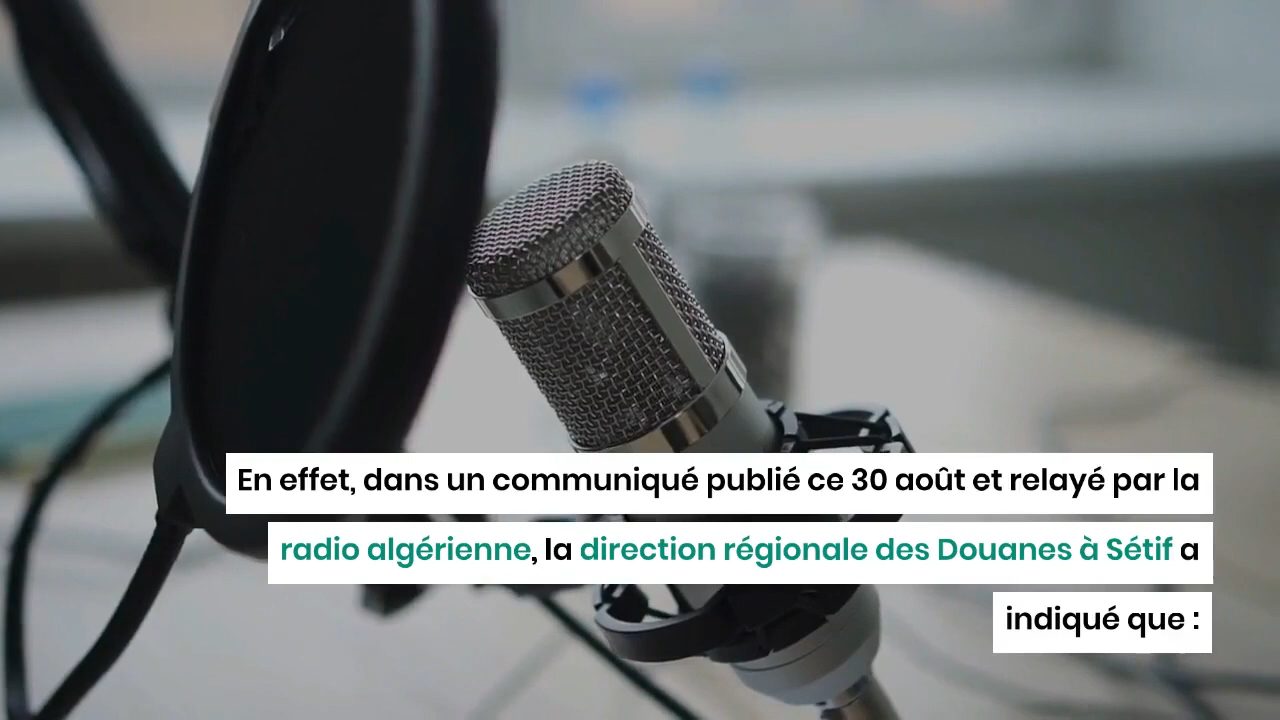 En effet, dans un communiqué publié ce 30 août et relayé par la
radio algérienne, la direction régionale des Douanes à Sétif a
indiqué que :